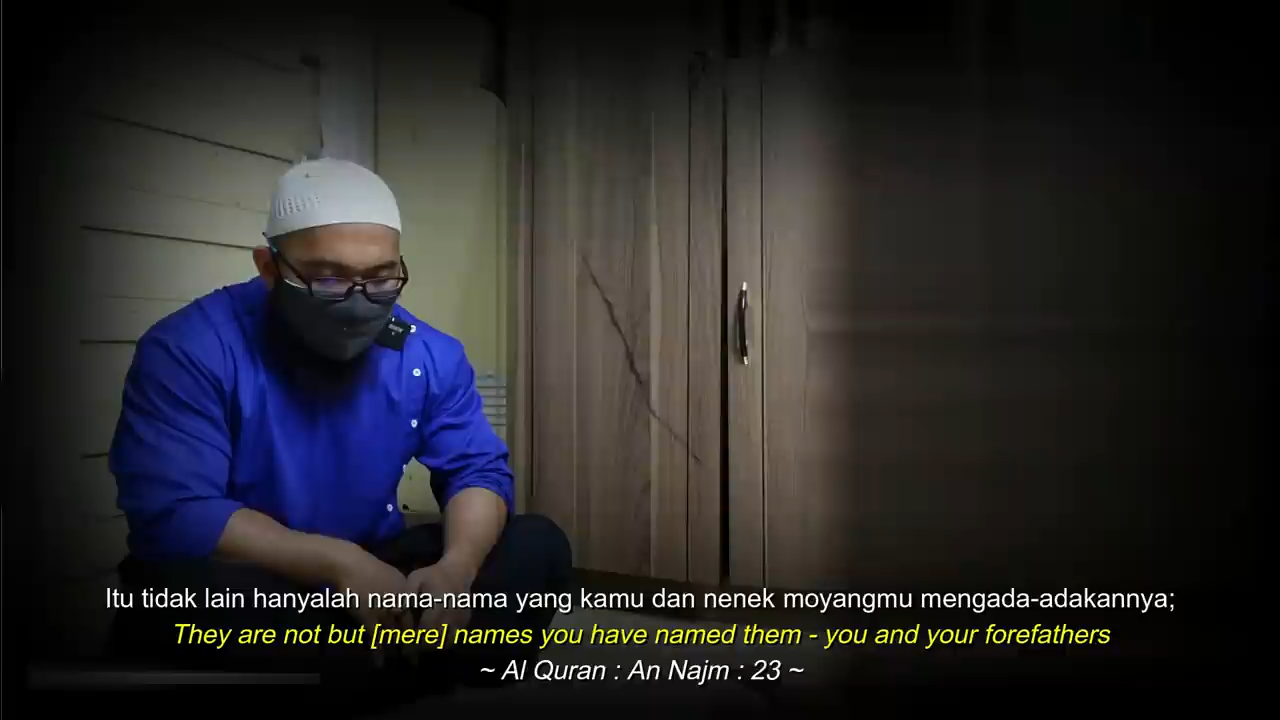 Itu tidak lain hanyalah nama-nama yang kamu dan nenek moyangmu mengada-adakannya;
They are not but [mere] names you have named them - you and your forefathers
~ Al Quran : An Najm : 23 ~